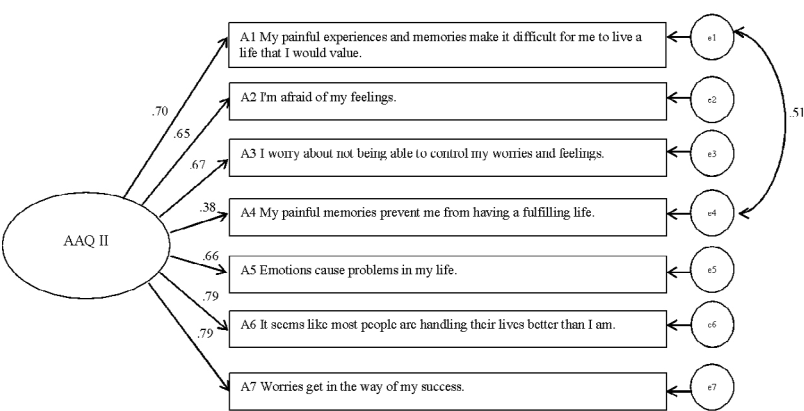 A1 My painful experiences and memories make it difficult for me to live a
life that I would value.
e1
.51
.70
A2 I'm afraid of my feelings.
e2
.65
A3 I worry about not being able to control my worries and feelings.
e3
.67
A4 My painful memories prevent me from having a fulfilling life.
e4
.38
AAQ II
A5 Emotions cause problems in my life.
e5
.66
A6 It seems like most people are handling their lives better than I am.
e6
.79
A7 Worries get in the way of my success.
e7
.79